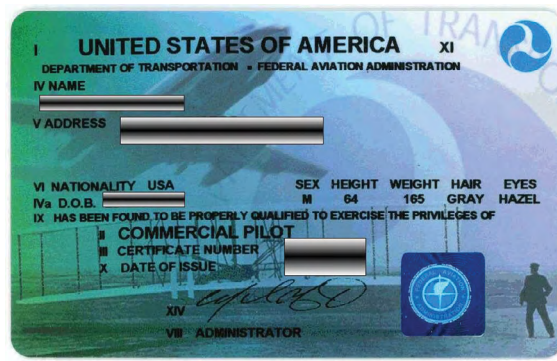 I UNITED STATES OF AMERICA XI
DEPARTMENT OF TRANSPORTATION • FEDERAL AVIATION ADMINISTRATION
IV NAME
V ADDRESS
VI NATIONALITY USA SEX HEIGHT WEIGHT HAIR EYES
IVa D.O.B. M 64 165 GRAY HAZEL
IX HAS BEEN FOUND TO BE PROPERLY QUALIFIED TO EXERCISE THE PRIVILEGES OF
II COMMERCIAL PILOT
III CERTIFICATE NUMBER
X DATE OF ISSUE
XIV
VIII ADMINISTRATOR